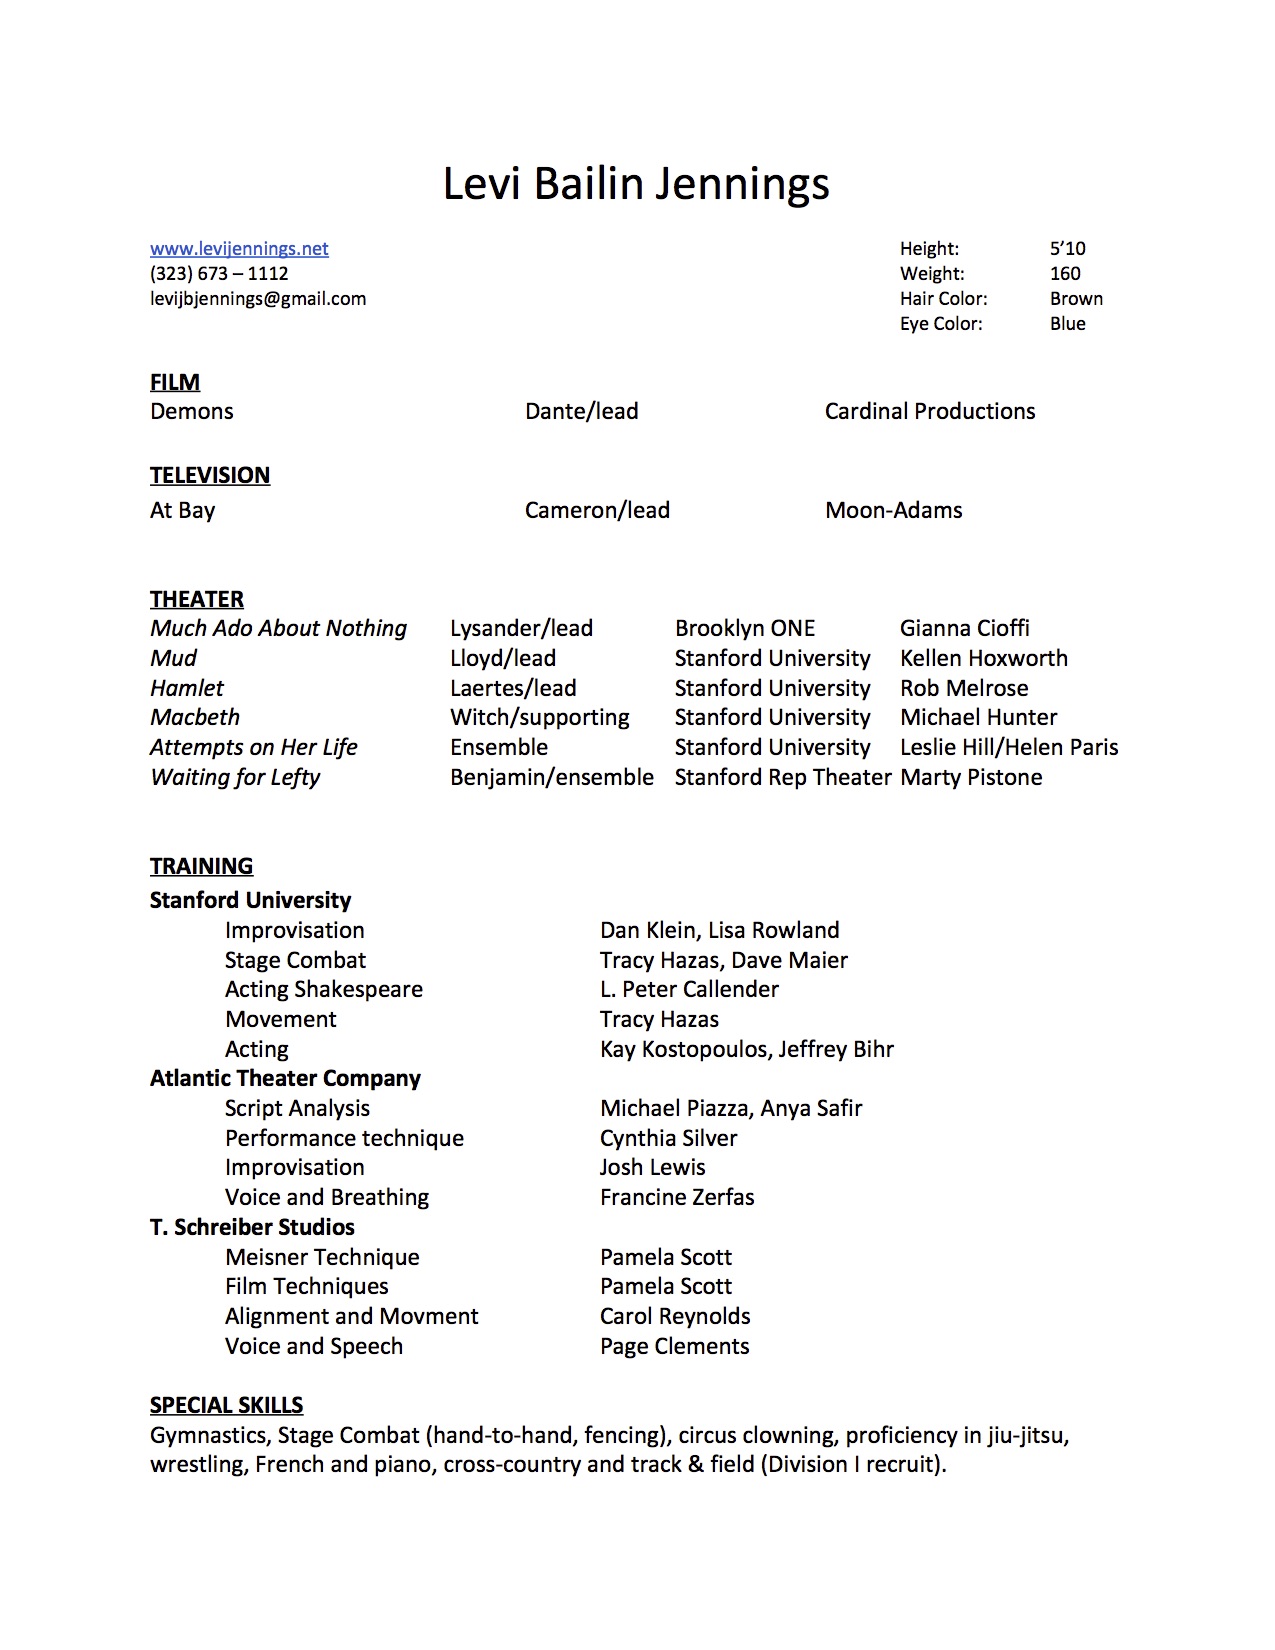 Levi Bailin Jennings
www.levijennings.net Height: 5’10
(323) 673 – 1112 Weight: 160
levijbjennings@gmail.com Hair Color: Brown
Eye Color: Blue
FILM
Demons Dante/lead Cardinal Productions
TELEVISION
At Bay Cameron/lead Moon-Adams
THEATER
Much Ado About Nothing Lysander/lead Brooklyn ONE Gianna Cioffi
Mud Lloyd/lead Stanford University Kellen Hoxworth
Hamlet Laertes/lead Stanford University Rob Melrose
Macbeth Witch/supporting Stanford University Michael Hunter
Attempts on Her Life Ensemble Stanford University Leslie Hill/Helen Paris
Waiting for Lefty Benjamin/ensemble Stanford Rep Theater Marty Pistone
TRAINING
Stanford University
Improvisation Dan Klein, Lisa Rowland
Stage Combat Tracy Hazas, Dave Maier
Acting Shakespeare L. Peter Callender
Movement Tracy Hazas
Acting Kay Kostopoulos, Jeffrey Bihr
Atlantic Theater Company
Script Analysis Michael Piazza, Anya Safir
Performance technique Cynthia Silver
Improvisation Josh Lewis
Voice and Breathing Francine Zerfas
T. Schreiber Studios
Meisner Technique Pamela Scott
Film Techniques Pamela Scott
Alignment and Movment Carol Reynolds
Voice and Speech Page Clements
SPECIAL SKILLS
Gymnastics, Stage Combat (hand-to-hand, fencing), circus clowning, proficiency in jiu-jitsu,
wrestling, French and piano, cross-country and track & field (Division I recruit).